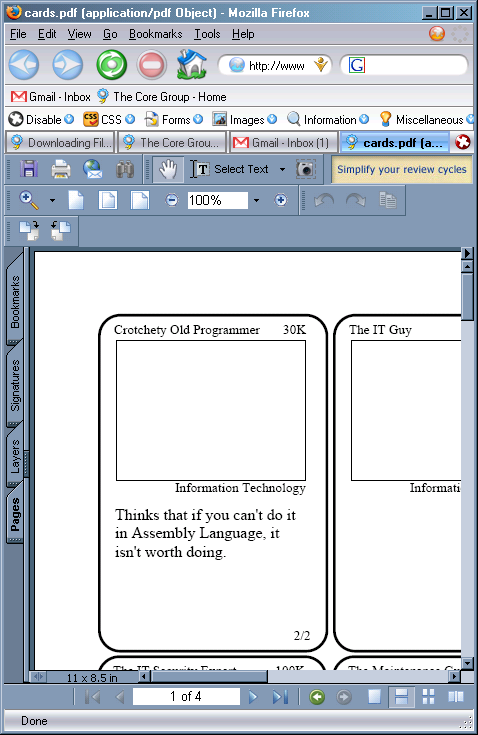 cards.pdf (application/pdf Object) - Mozilla Firefox
File Edit View Go Bookmarks Tools Help
http://www
G
Gmail - Inbox The Core Group - Home
Disable CSS Forms Images Information Miscellaneous
Downloading Fil... The Core Grou... Gmail - Inbox (1) cards.pdf (a...
Select Text Simplify your review cycles
100%
Bookmarks
Signatures
Layers
Pages
Crotchety Old Programmer 30K
Information Technology
Thinks that if you can't do it
in Assembly Language, it
isn't worth doing.
2/2
The IT Guy
Informati
The IT Security Expert 100K
The Maintenance Gu
11 x 8.5 in
1 of 4
Done